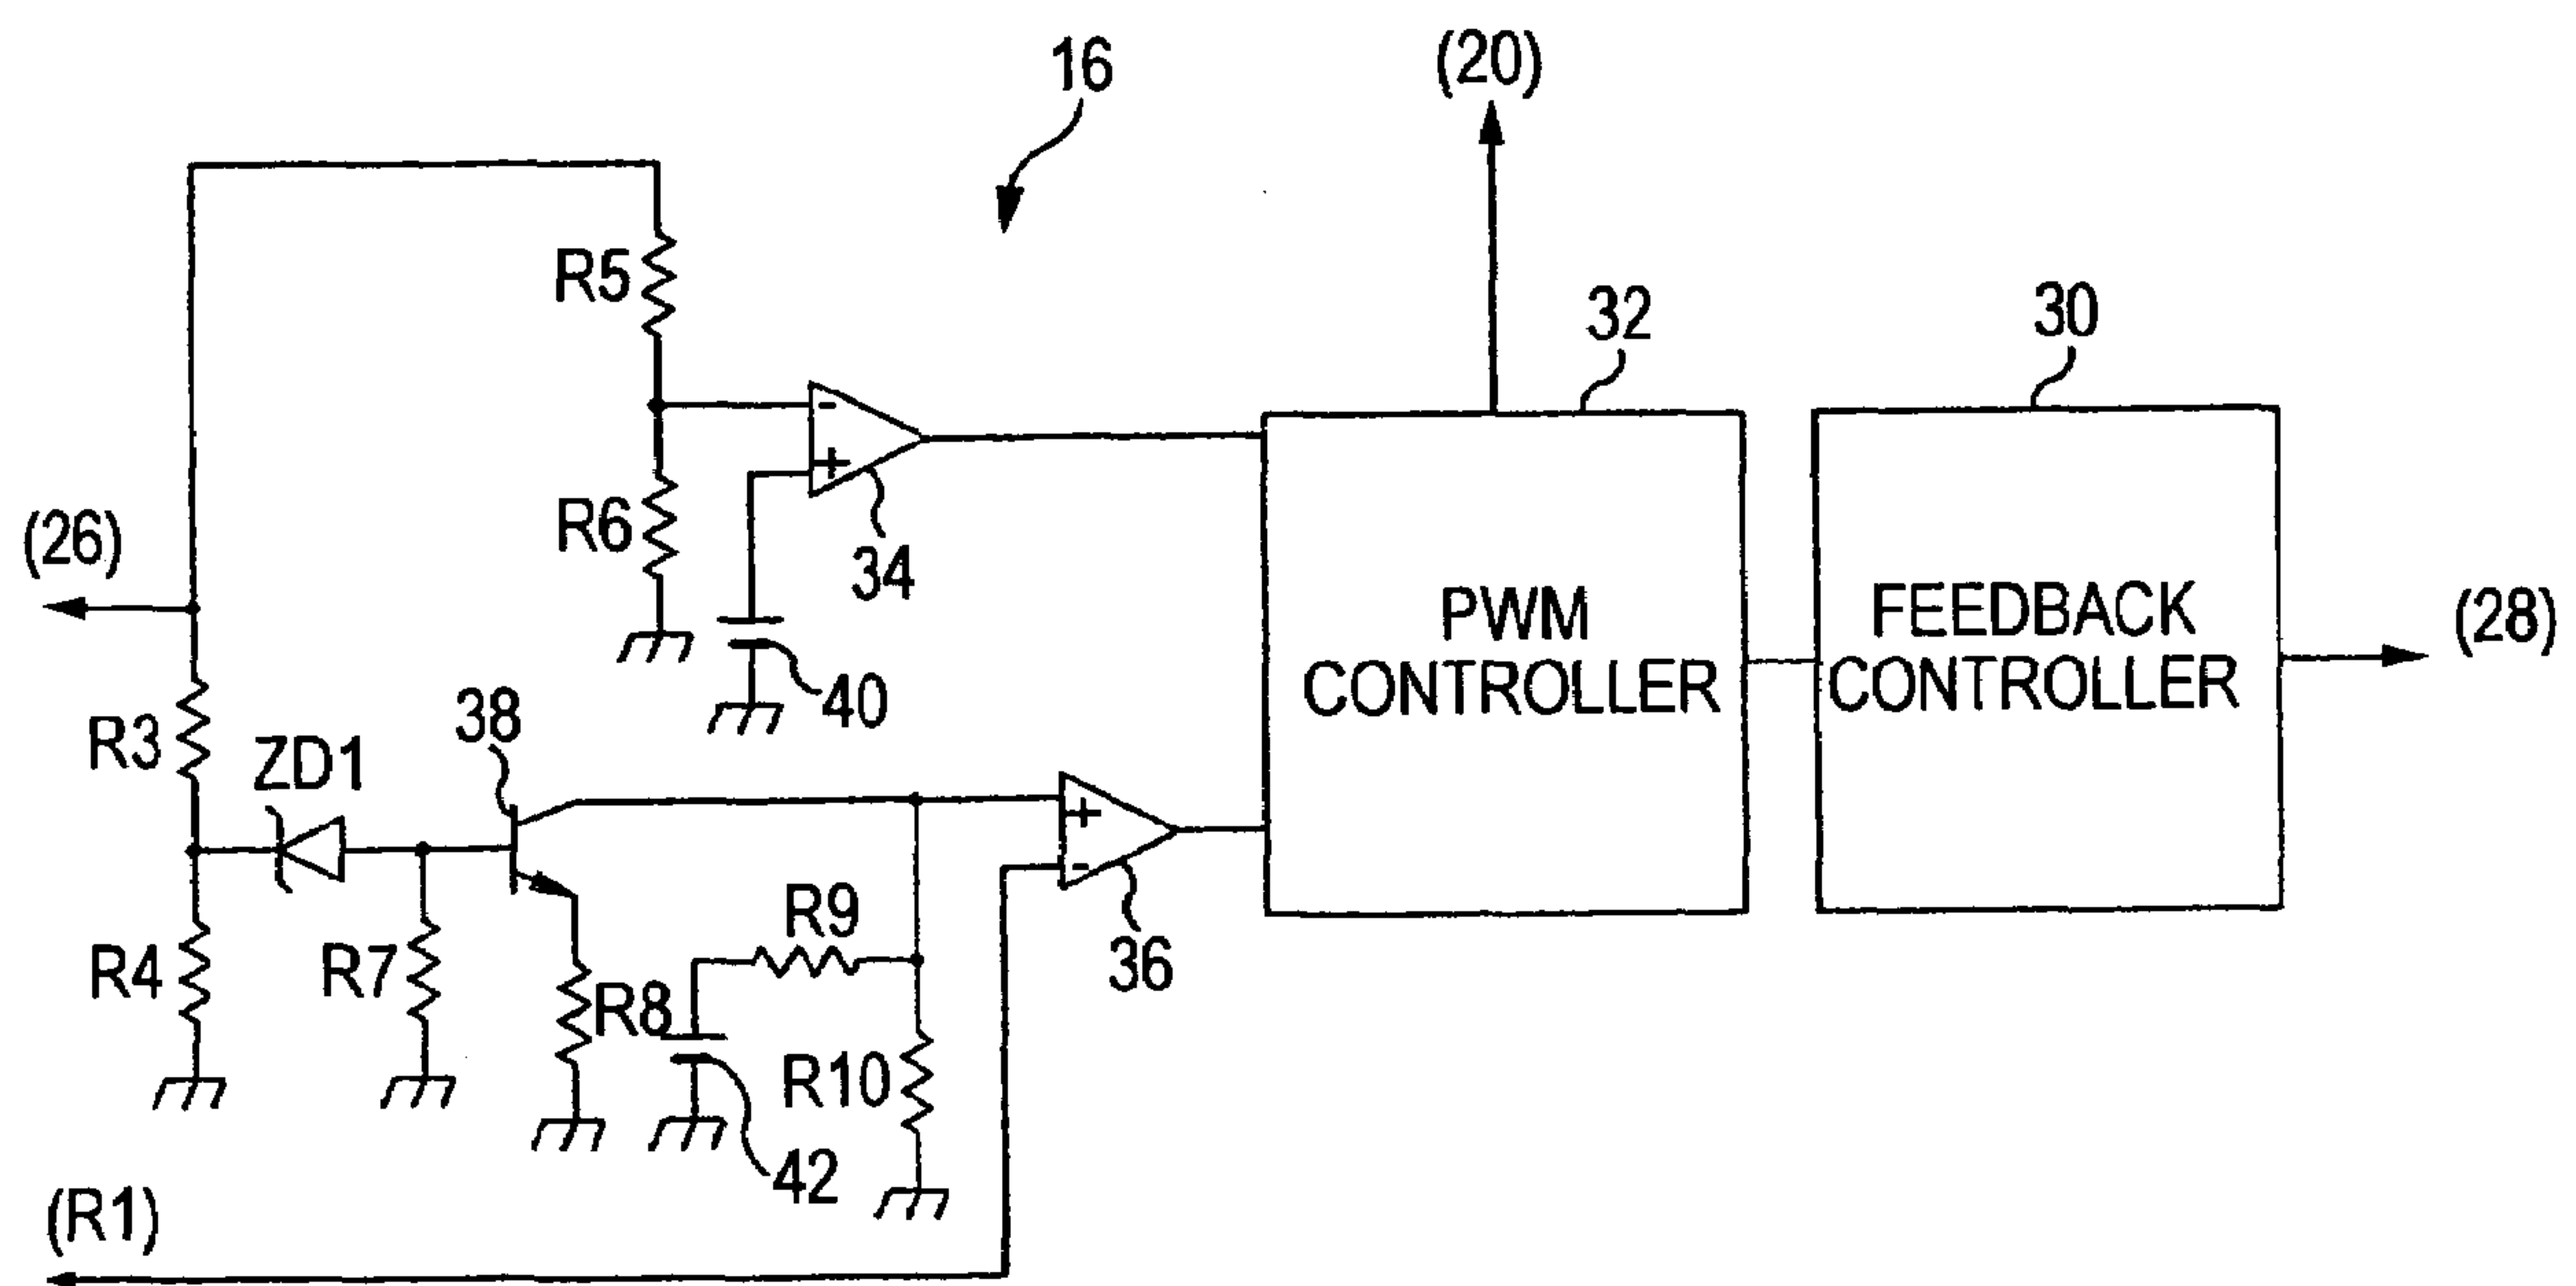 16
(20)
R5
32
30
-
+
R6
34
(26)
(28)
PWM
CONTROLLER
FEEDBACK
CONTROLLER
40
38
R3
ZD1
+
-
R9
36
R4
R7
R8
R10
42
(R1)